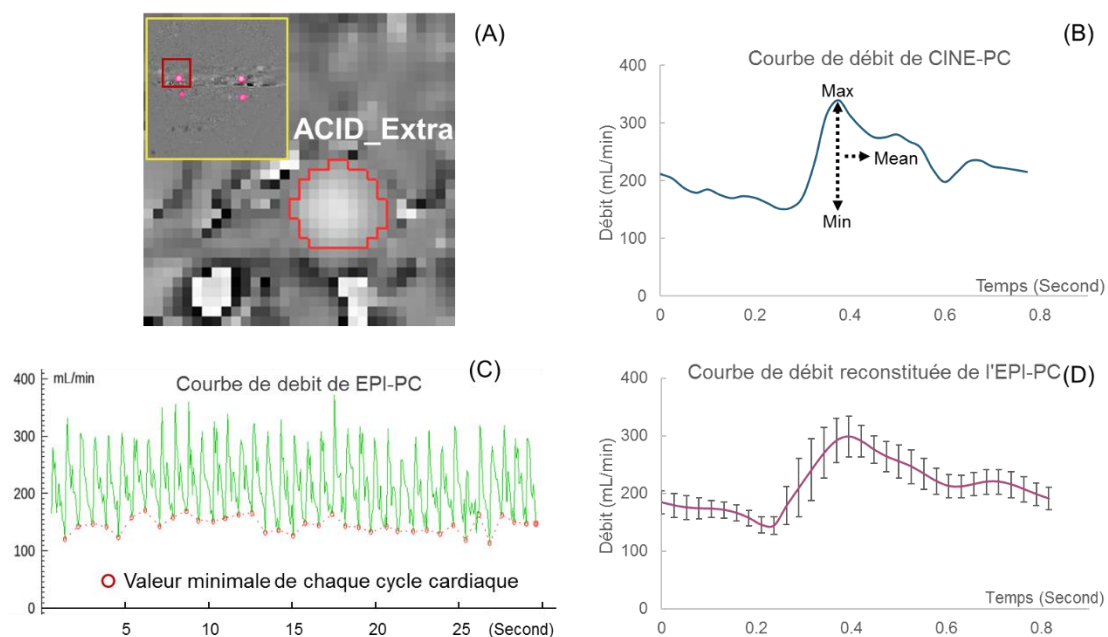 (A)
ACID_Extra
(B)
Courbe de débit de CINE-PC
Débit (mL/min)
400
300
200
100
0
Max
Mean
Min
Temps (Second)
0
0.2
0.4
0.6
0.8
(C)
Courbe de debit de EPI-PC
mL/min
400
300
200
100
0
Valeur minimale de chaque cycle cardiaque
5
10
15
20
25
(Second)
(D)
Courbe de débit reconstituée de l'EPI-PC
Débit (mL/min)
400
300
200
100
0
Temps (Second)
0
0.2
0.4
0.6
0.8